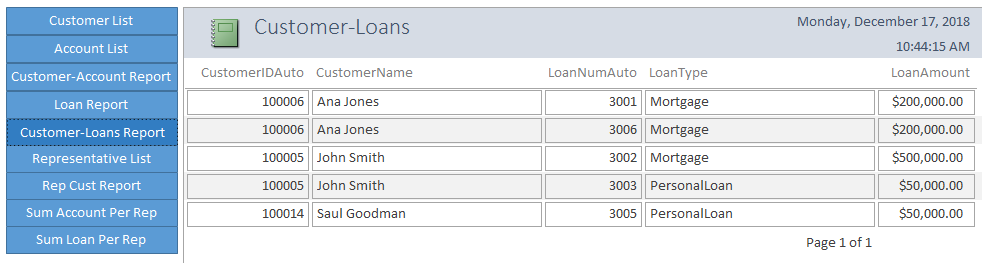 Customer List
Account List
Customer-Account Report
Loan Report
Customer-Loans Report
Representative List
Rep Cust Report
Sum Account Per Rep
Sum Loan Per Rep
Customer-Loans
Monday, December 17, 2018
10:44:15 AM
CustomerIDAuto CustomerName LoanNumAuto LoanType LoanAmount
100006 Ana Jones 3001 Mortgage $200,000.00
100006 Ana Jones 3006 Mortgage $200,000.00
100005 John Smith 3002 Mortgage $500,000.00
100005 John Smith 3003 PersonalLoan $50,000.00
100014 Saul Goodman 3005 PersonalLoan $50,000.00
Page 1 of 1